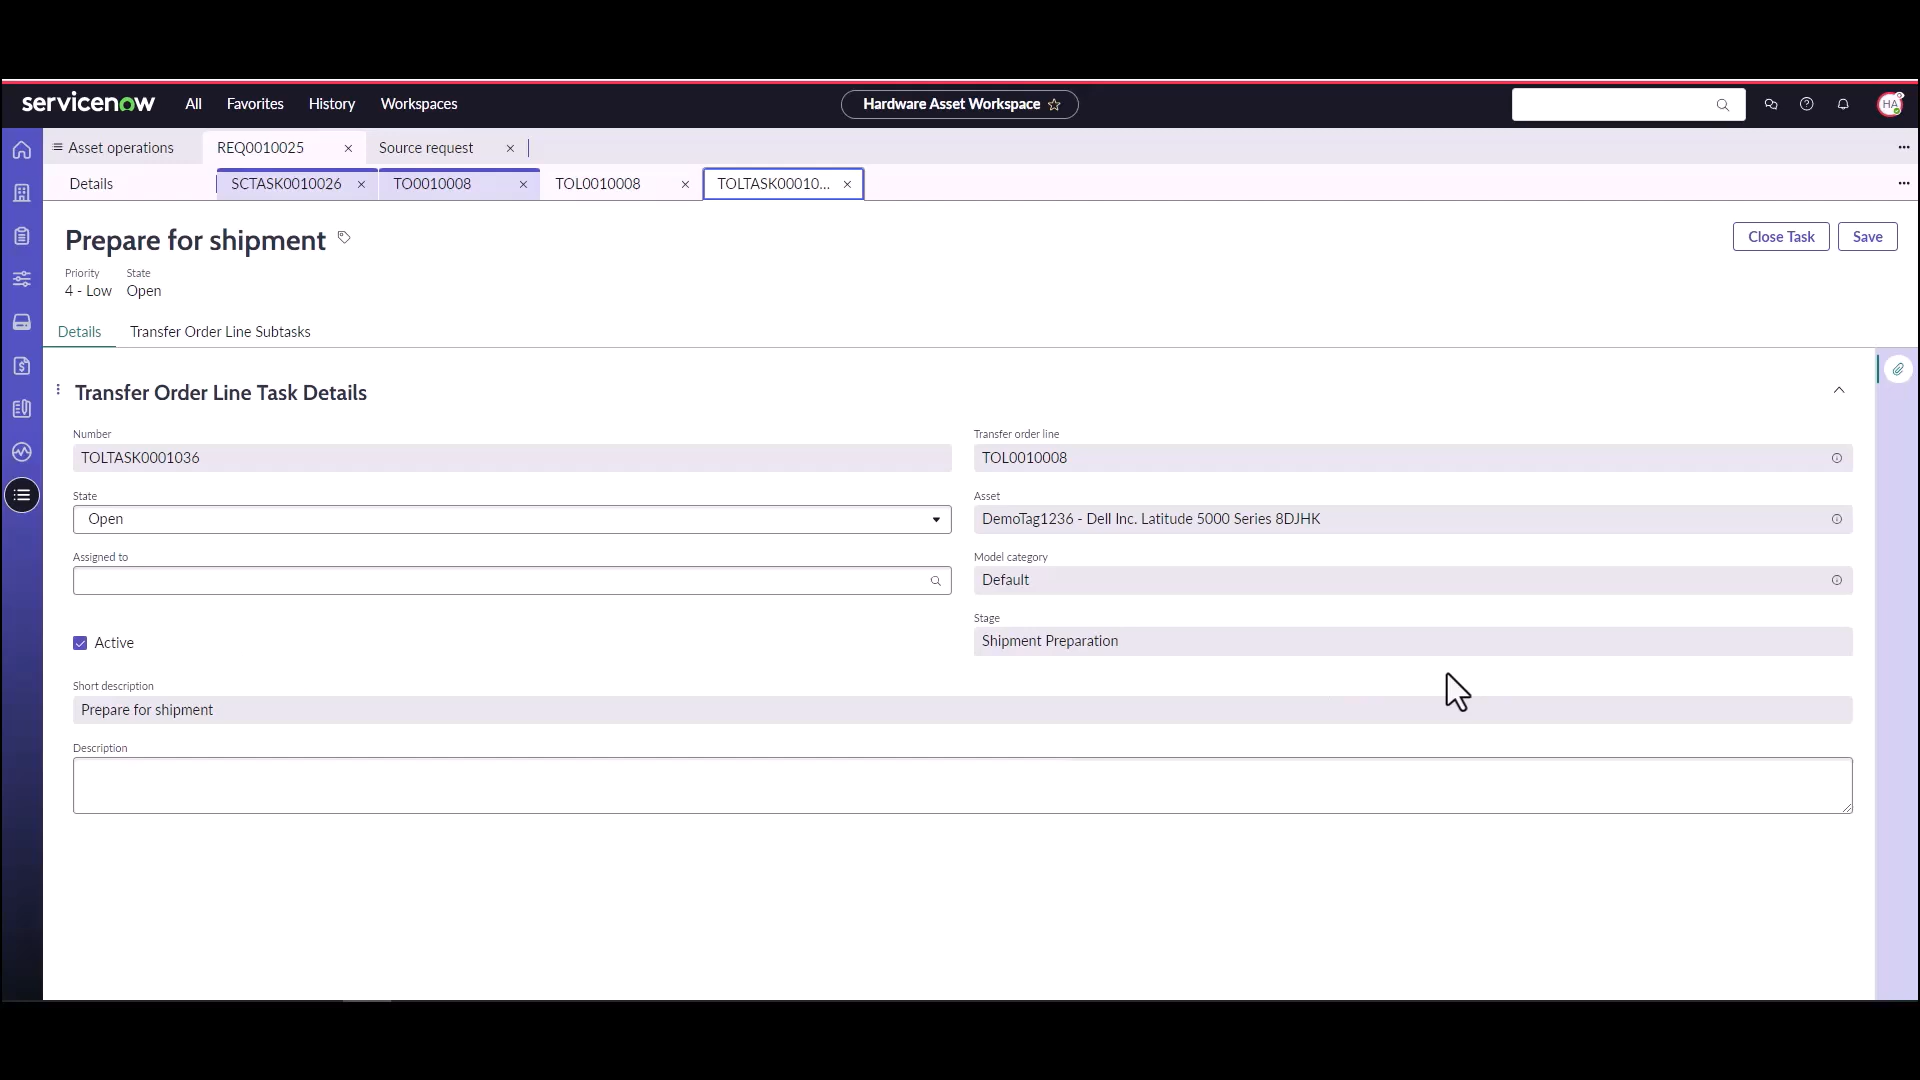 servicenow All Favorites History Workspaces Hardware Asset Workspace HA
Asset operations REQ0010025 Source request
Details SCTASK0010026 TO0010008 TOL0010008 TOLTASK00010...
Prepare for shipment Close Task Save
Priority State
4 - Low Open
Details Transfer Order Line Subtasks
Transfer Order Line Task Details
Number Transfer order line
TOLTASK0001036 TOL0010008
State Asset
Open DemoTag1236 - Dell Inc. Latitude 5000 Series 8DJHK
Assigned to Model category
Default
Stage
Active Shipment Preparation
Short description
Prepare for shipment
Description